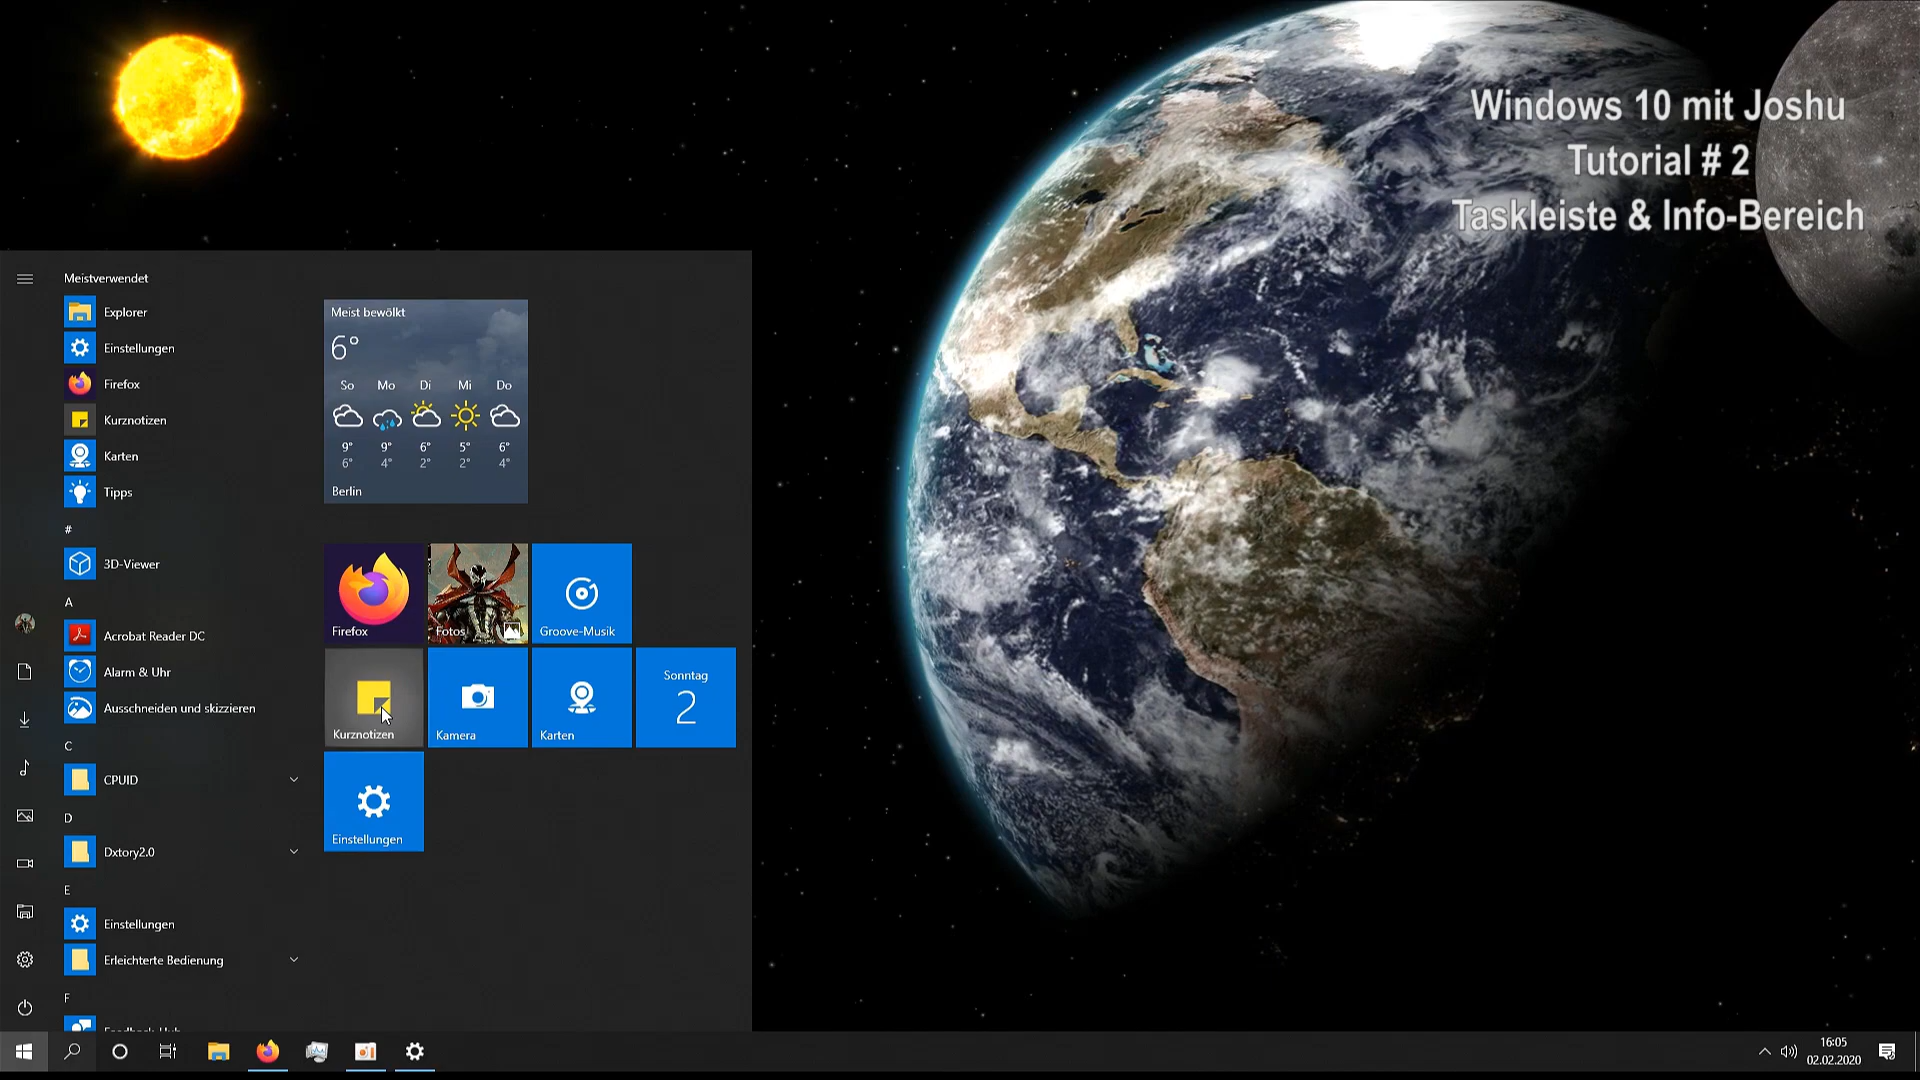 Windows 10 mit Joshu
Tutorial # 2
Taskleiste & Info-Bereich
Meistverwendet
Explorer
Einstellungen
Firefox
Kurznotizen
Karten
Tipps
#
3D-Viewer
A
Acrobat Reader DC
Alarm & Uhr
Ausschneiden und skizzieren
C
CPUID
D
Dxtory2.0
E
Einstellungen
Erleichterte Bedienung
F
Meist bewölkt
6°
So Mo Di Mi Do
9° 9° 6° 5° 6°
6° 4° 2° 2° 4°
Berlin
Firefox
Fotos
Groove-Musik
Kurznotizen
Kamera
Karten
Sonntag
2
Einstellungen
16:05
02.02.2020